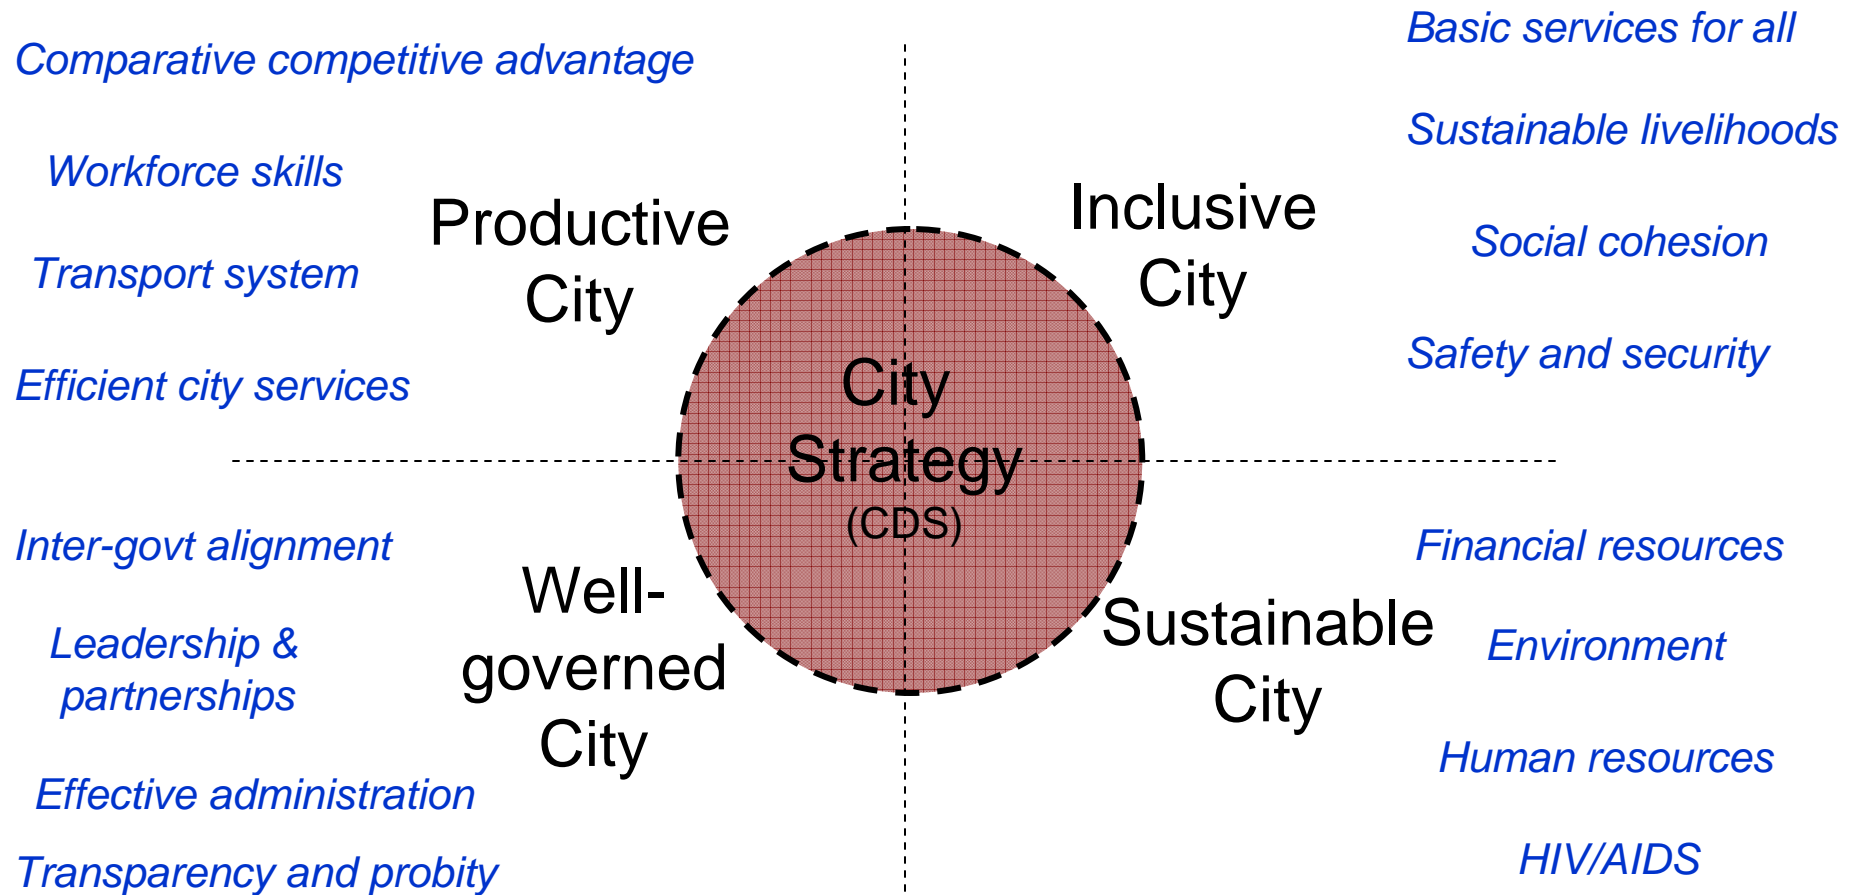 Comparative competitive advantage
Workforce skills
Transport system
Efficient city services
Productive
City
Inclusive
City
Basic services for all
Sustainable livelihoods
Social cohesion
Safety and security
City
Strategy
(CDS)
Inter-govt alignment
Leadership &
partnerships
Effective administration
Transparency and probity
Well-
governed
City
Sustainable
City
Financial resources
Environment
Human resources
HIV/AIDS